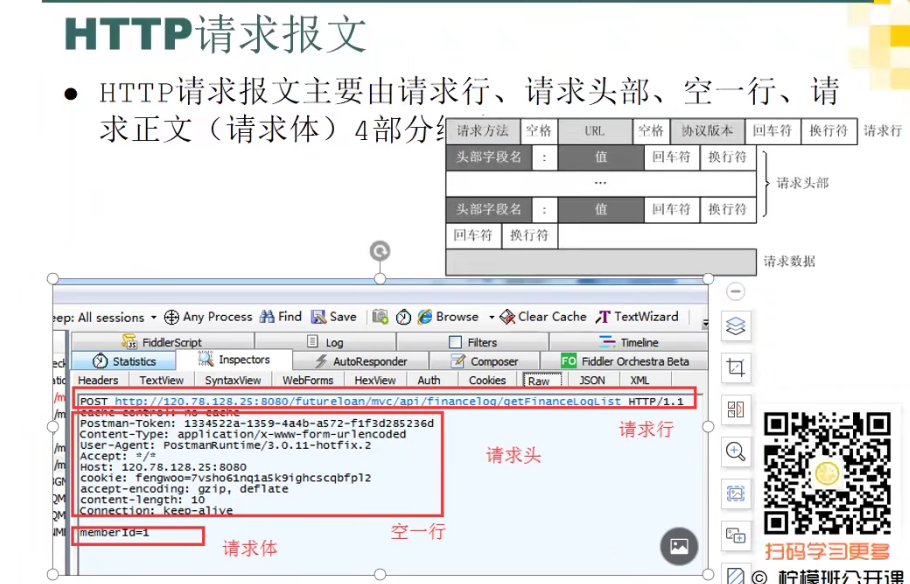 HTTP请求报文
● HTTP请求报文主要由请求行、请求头部、空一行、请
求正文（请求体）4部分
请求方法 空格 URL 空格 协议版本 回车符 换行符 请求行
头部字段名 : 值 回车符 换行符
... 请求头部
头部字段名 : 值 回车符 换行符
回车符 换行符
请求数据
eep: All sessions Any Process Find Save Browse Clear Cache TextWizard
FiddlerScript Log Filters Timeline
Statistics Inspectors AutoResponder Composer FO Fiddler Orchestra Beta
Headers TextView SyntaxView WebForms HexView Auth Cookies Raw JSON XML
POST http://120.78.128.25:8080/futureloan/mvc/api/financelog/getFinanceLogList HTTP/1.1
cache-control: no-cache
请求行
Postman-Token: 1334522a-1359-4a4b-a572-f1f3d285236d
Content-Type: application/x-www-form-urlencoded
User-Agent: PostmanRuntime/3.0.11-hotfix.2
Accept: */*
请求头
Host: 120.78.128.25:8080
cookie: fengwoo=7vsho61nq1a5k9ighcscqbfpl2
accept-encoding: gzip, deflate
content-length: 10
Connection: keep-alive
空一行
memberId=1
请求体
扫码学习更多
© 柠檬班公开课